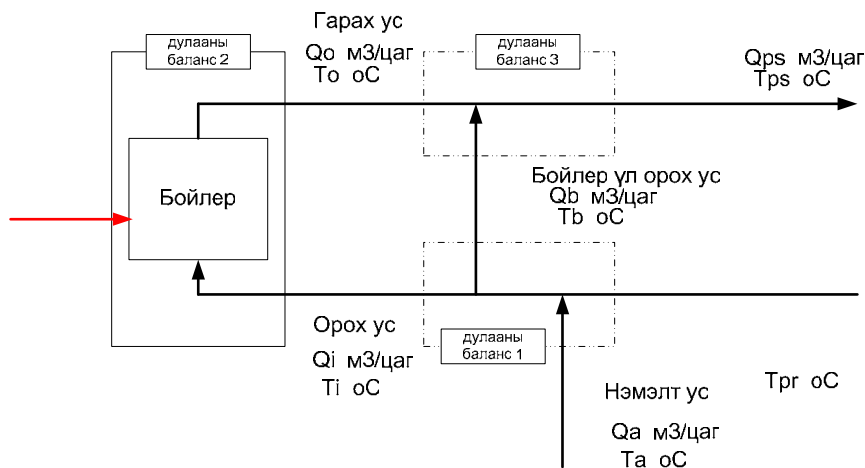 Гарах ус
дулааны
баланс 2
Qo м3/цаг
To oC
дулааны
баланс 3
Qps м3/цаг
Tps oC
Бойлер
Бойлер үл орох ус
Qb м3/цаг
Tb oC
Орох ус
Qi м3/цаг
Ti oC
дулааны
баланс 1
Tpr oC
Нэмэлт ус
Qa м3/цаг
Ta oC